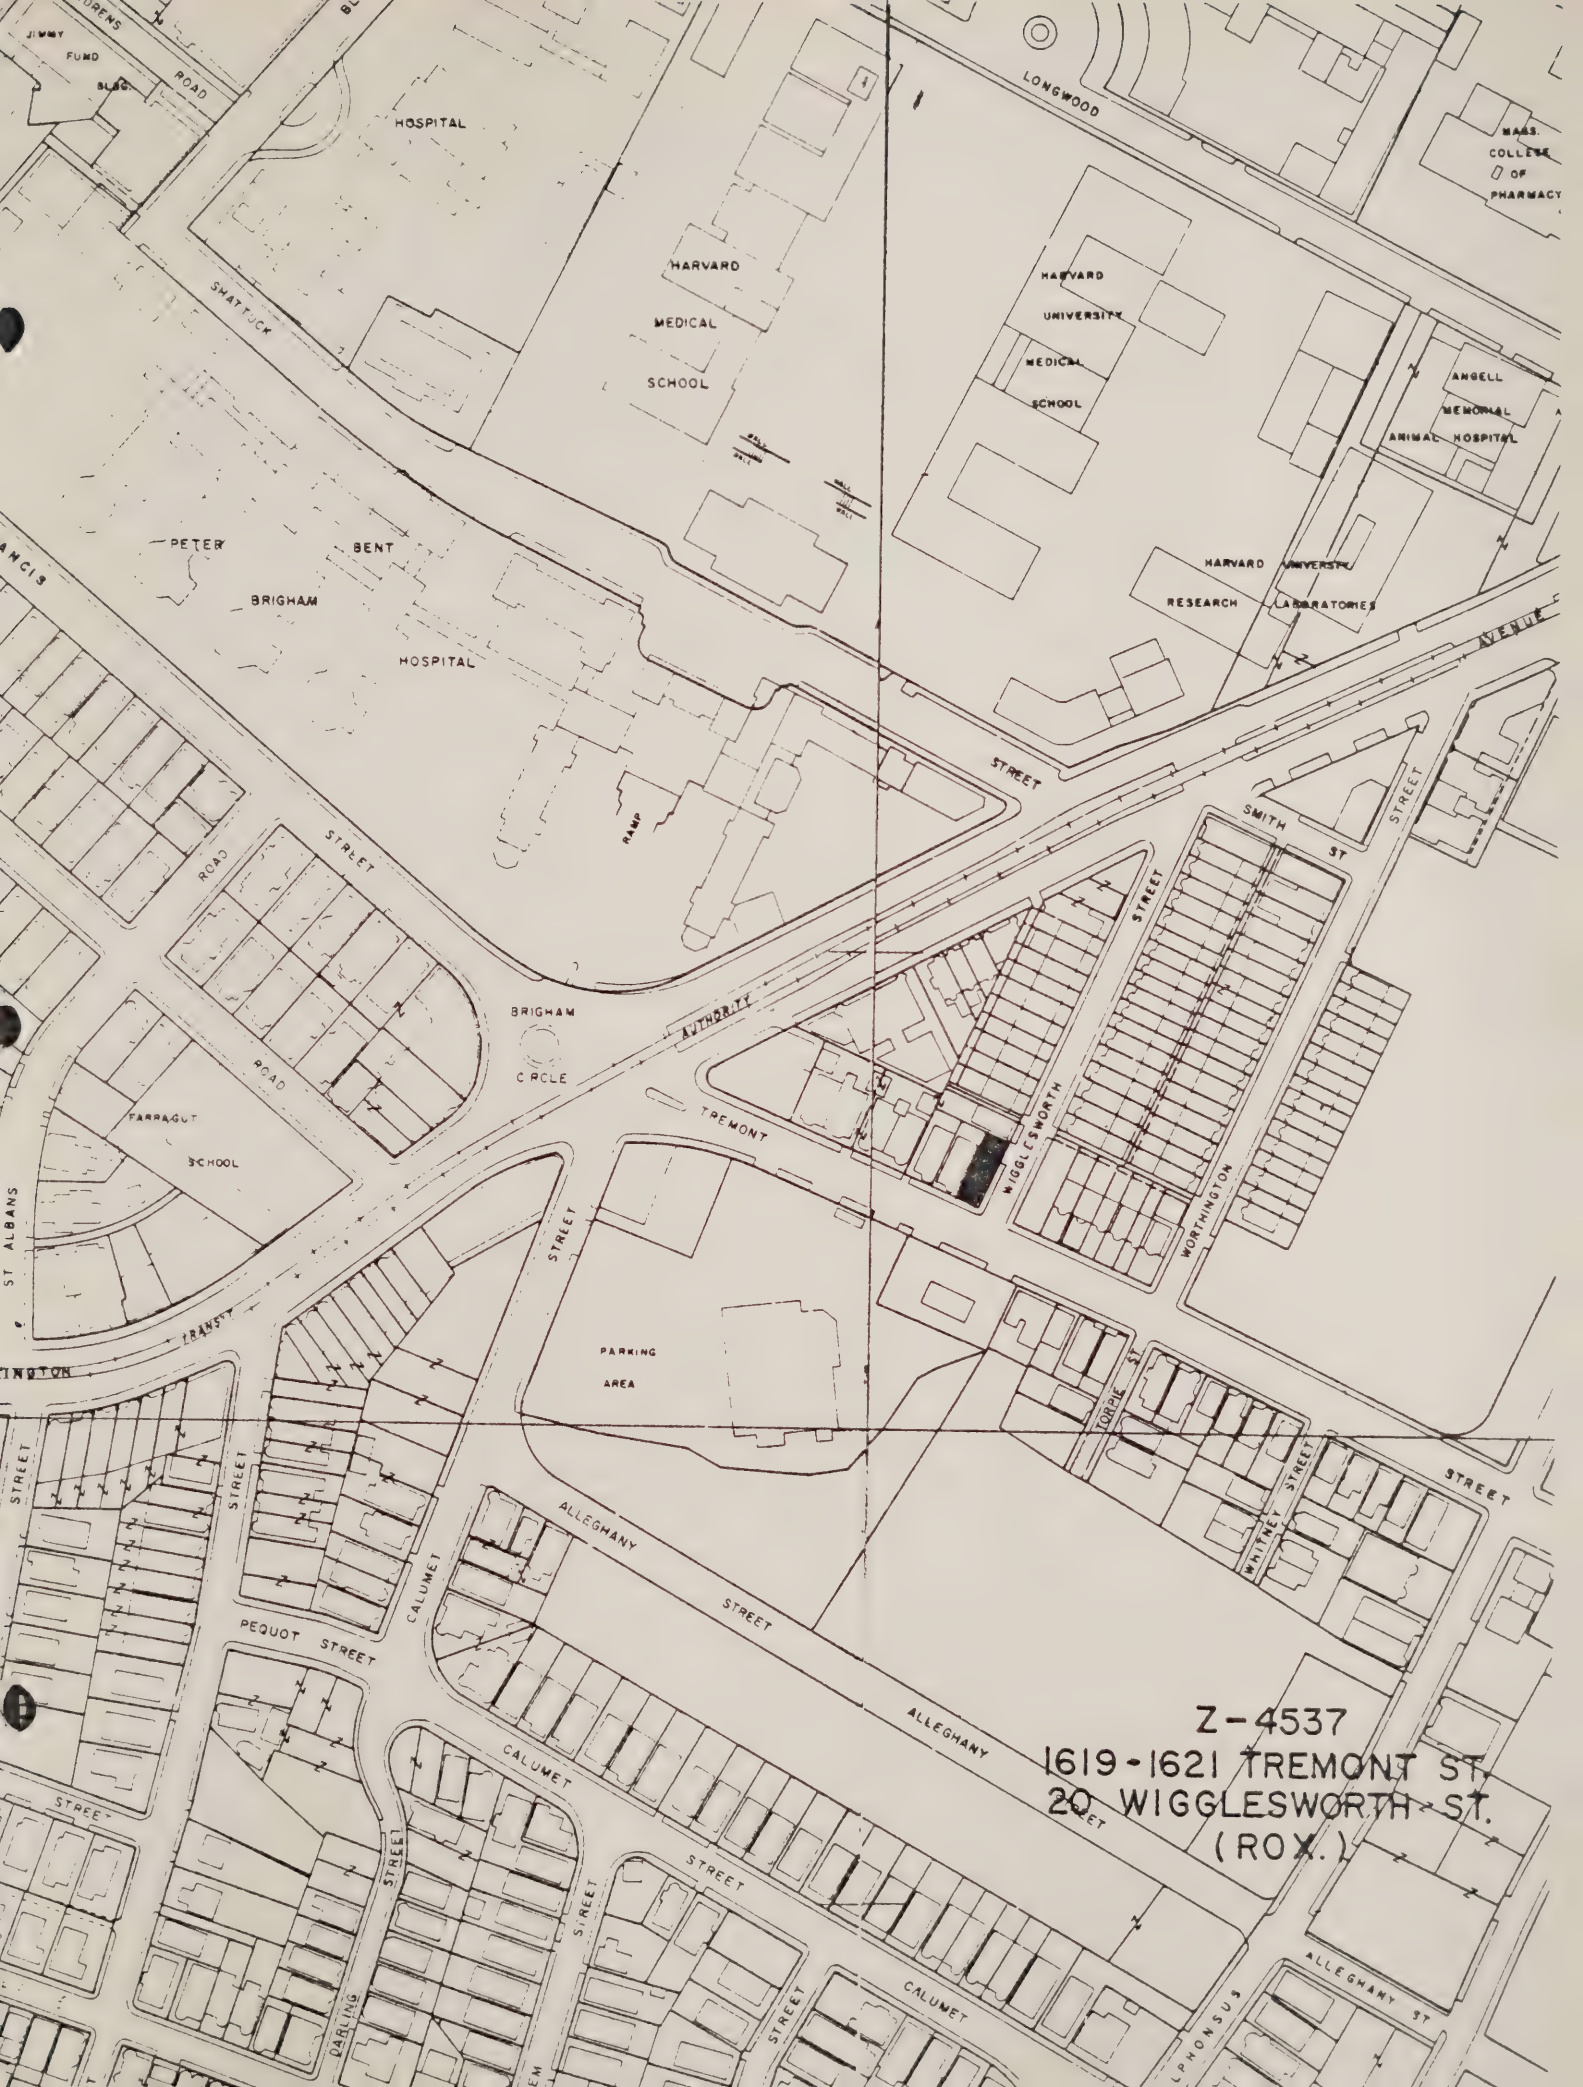 JIMMY
FUND
BLDG.
ROAD
HOSPITAL
LONGWOOD
MASS.
COLLEGE
OF
PHARMACY
SHATTUCK
HARVARD
MEDICAL
SCHOOL
HARVARD
UNIVERSITY
MEDICAL
SCHOOL
ANGELL
MEMORIAL
ANIMAL HOSPITAL
PETER BENT
BRIGHAM
HOSPITAL
HARVARD UNIVERSITY
RESEARCH LABORATORIES
AVENUE
STREET
RAMP
SMITH ST
STREET
STREET
ROAD
STREET
BRIGHAM
CIRCLE
AUTHORITY
ROAD
FARRAGUT
SCHOOL
TREMONT
WIGGLESWORTH
WORTHINGTON
ST ALBANS
STREET
TRANSIT
INGTON
PARKING
AREA
TORPIE ST
STREET
STREET
WHITNEY STREET
STREET
ALLEGHANY
STREET
CALUMET
PEQUOT STREET
ALLEGHANY
STREET
Z-4537
1619-1621 TREMONT ST.
20 WIGGLESWORTH ST.
(ROX.)
CALUMET
STREET
STREET
STREET
STREET
DARLING
STREET
CALUMET
ALLEGHANY ST
PHONSUS